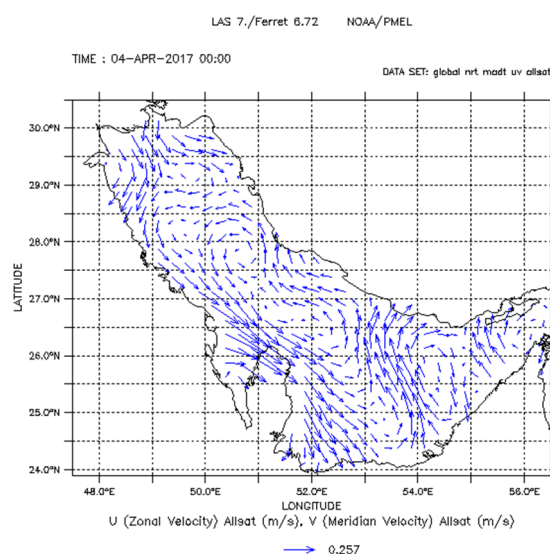 LAS 7./Ferret 6.72 NOAA/PMEL
TIME : 04-APR-2017 00:00
DATA SET: global nrt madt uv allsat
30.0°N
29.0°N
28.0°N
27.0°N
26.0°N
25.0°N
24.0°N
LATITUDE
48.0°E 50.0°E 52.0°E 54.0°E 56.0°E
LONGITUDE
U (Zonal Velocity) Allsat (m/s), V (Meridian Velocity) Allsat (m/s)
0.257